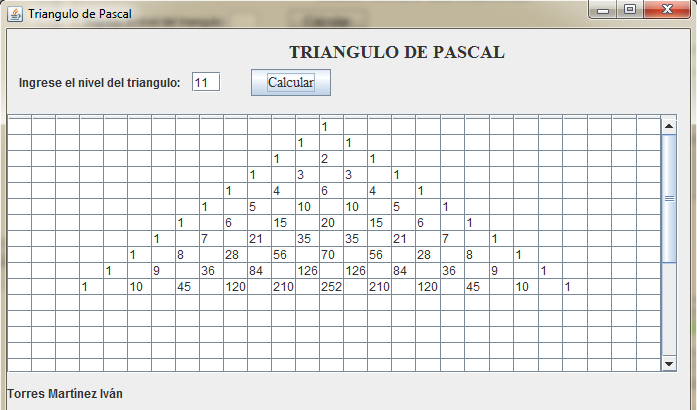 Triangulo de Pascal
TRIANGULO DE PASCAL
Ingrese el nivel del triangulo: 11 Calcular
1
1 1
1 2 1
1 3 3 1
1 4 6 4 1
1 5 10 10 5 1
1 6 15 20 15 6 1
1 7 21 35 35 21 7 1
1 8 28 56 70 56 28 8 1
1 9 36 84 126 126 84 36 9 1
1 10 45 120 210 252 210 120 45 10 1
Torres Martínez Iván